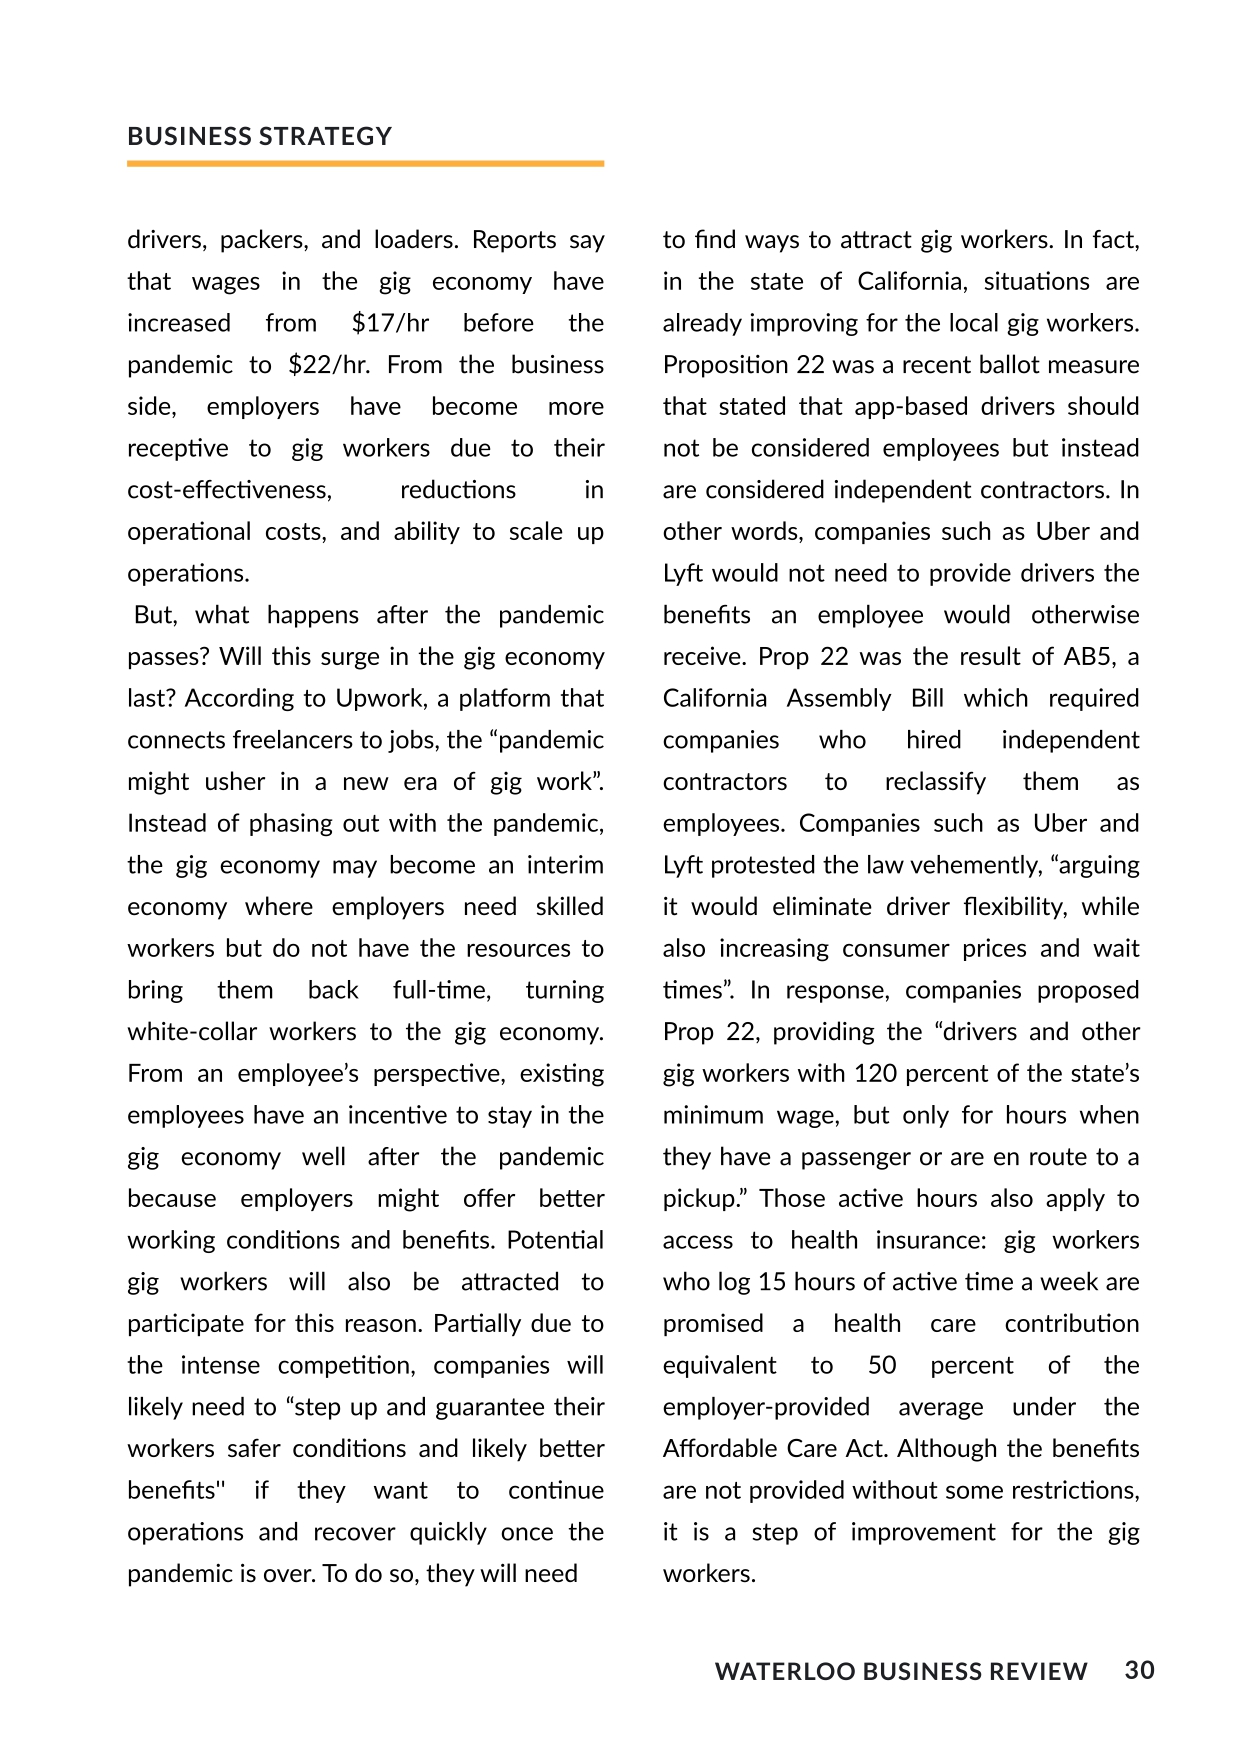 BUSINESS STRATEGY
drivers, packers, and loaders. Reports say
that wages in the gig economy have
increased from $17/hr before the
pandemic to $22/hr. From the business
side, employers have become more
receptive to gig workers due to their
cost-effectiveness, reductions in
operational costs, and ability to scale up
operations.
But, what happens after the pandemic
passes? Will this surge in the gig economy
last? According to Upwork, a platform that
connects freelancers to jobs, the “pandemic
might usher in a new era of gig work”.
Instead of phasing out with the pandemic,
the gig economy may become an interim
economy where employers need skilled
workers but do not have the resources to
bring them back full-time, turning
white-collar workers to the gig economy.
From an employee’s perspective, existing
employees have an incentive to stay in the
gig economy well after the pandemic
because employers might offer better
working conditions and benefits. Potential
gig workers will also be attracted to
participate for this reason. Partially due to
the intense competition, companies will
likely need to “step up and guarantee their
workers safer conditions and likely better
benefits" if they want to continue
operations and recover quickly once the
pandemic is over. To do so, they will need
to find ways to attract gig workers. In fact,
in the state of California, situations are
already improving for the local gig workers.
Proposition 22 was a recent ballot measure
that stated that app-based drivers should
not be considered employees but instead
are considered independent contractors. In
other words, companies such as Uber and
Lyft would not need to provide drivers the
benefits an employee would otherwise
receive. Prop 22 was the result of AB5, a
California Assembly Bill which required
companies who hired independent
contractors to reclassify them as
employees. Companies such as Uber and
Lyft protested the law vehemently, “arguing
it would eliminate driver flexibility, while
also increasing consumer prices and wait
times”. In response, companies proposed
Prop 22, providing the “drivers and other
gig workers with 120 percent of the state’s
minimum wage, but only for hours when
they have a passenger or are en route to a
pickup.” Those active hours also apply to
access to health insurance: gig workers
who log 15 hours of active time a week are
promised a health care contribution
equivalent to 50 percent of the
employer-provided average under the
Affordable Care Act. Although the benefits
are not provided without some restrictions,
it is a step of improvement for the gig
workers.
WATERLOO BUSINESS REVIEW 30